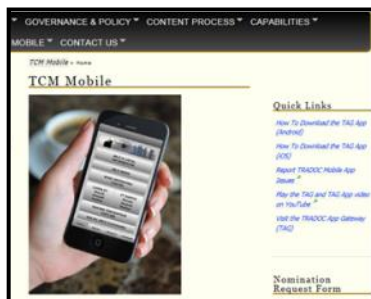 GOVERNANCE & POLICY CONTENT PROCESS CAPABILITIES
MOBILE CONTACT US
TCM Mobile » Home
TCM Mobile
Quick Links
How To Download the TAG App
(Android)
How To Download the TAG App
(iOS)
Report TRADOC Mobile App
Issues
Play the TAG and TAG App video
on YouTube
Visit the TRADOC App Gateway
(TAG)
Nomination
Request Form